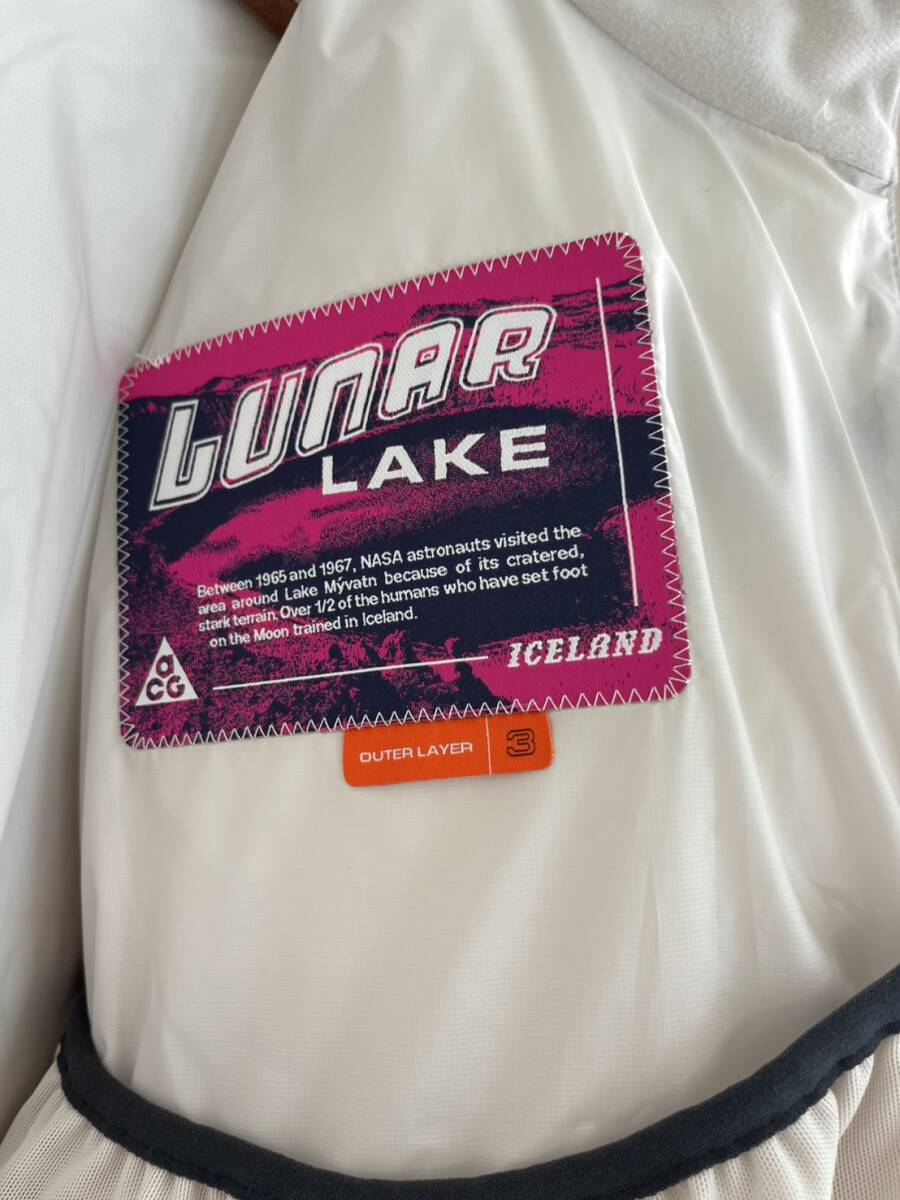 LUNAR
LAKE
Between 1965 and 1967, NASA astronauts visited the
area around Lake Mývatn because of its cratered,
stark terrain. Over 1/2 of the humans who have set foot
on the Moon trained in Iceland.
ICELAND
a
CG
OUTER LAYER 3